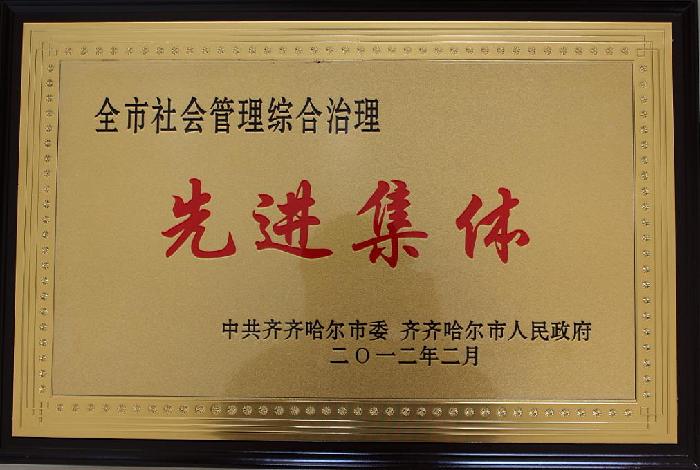 全市社会管理综合治理
先进集体
中共齐齐哈尔市委 齐齐哈尔市人民政府
二〇一二年二月